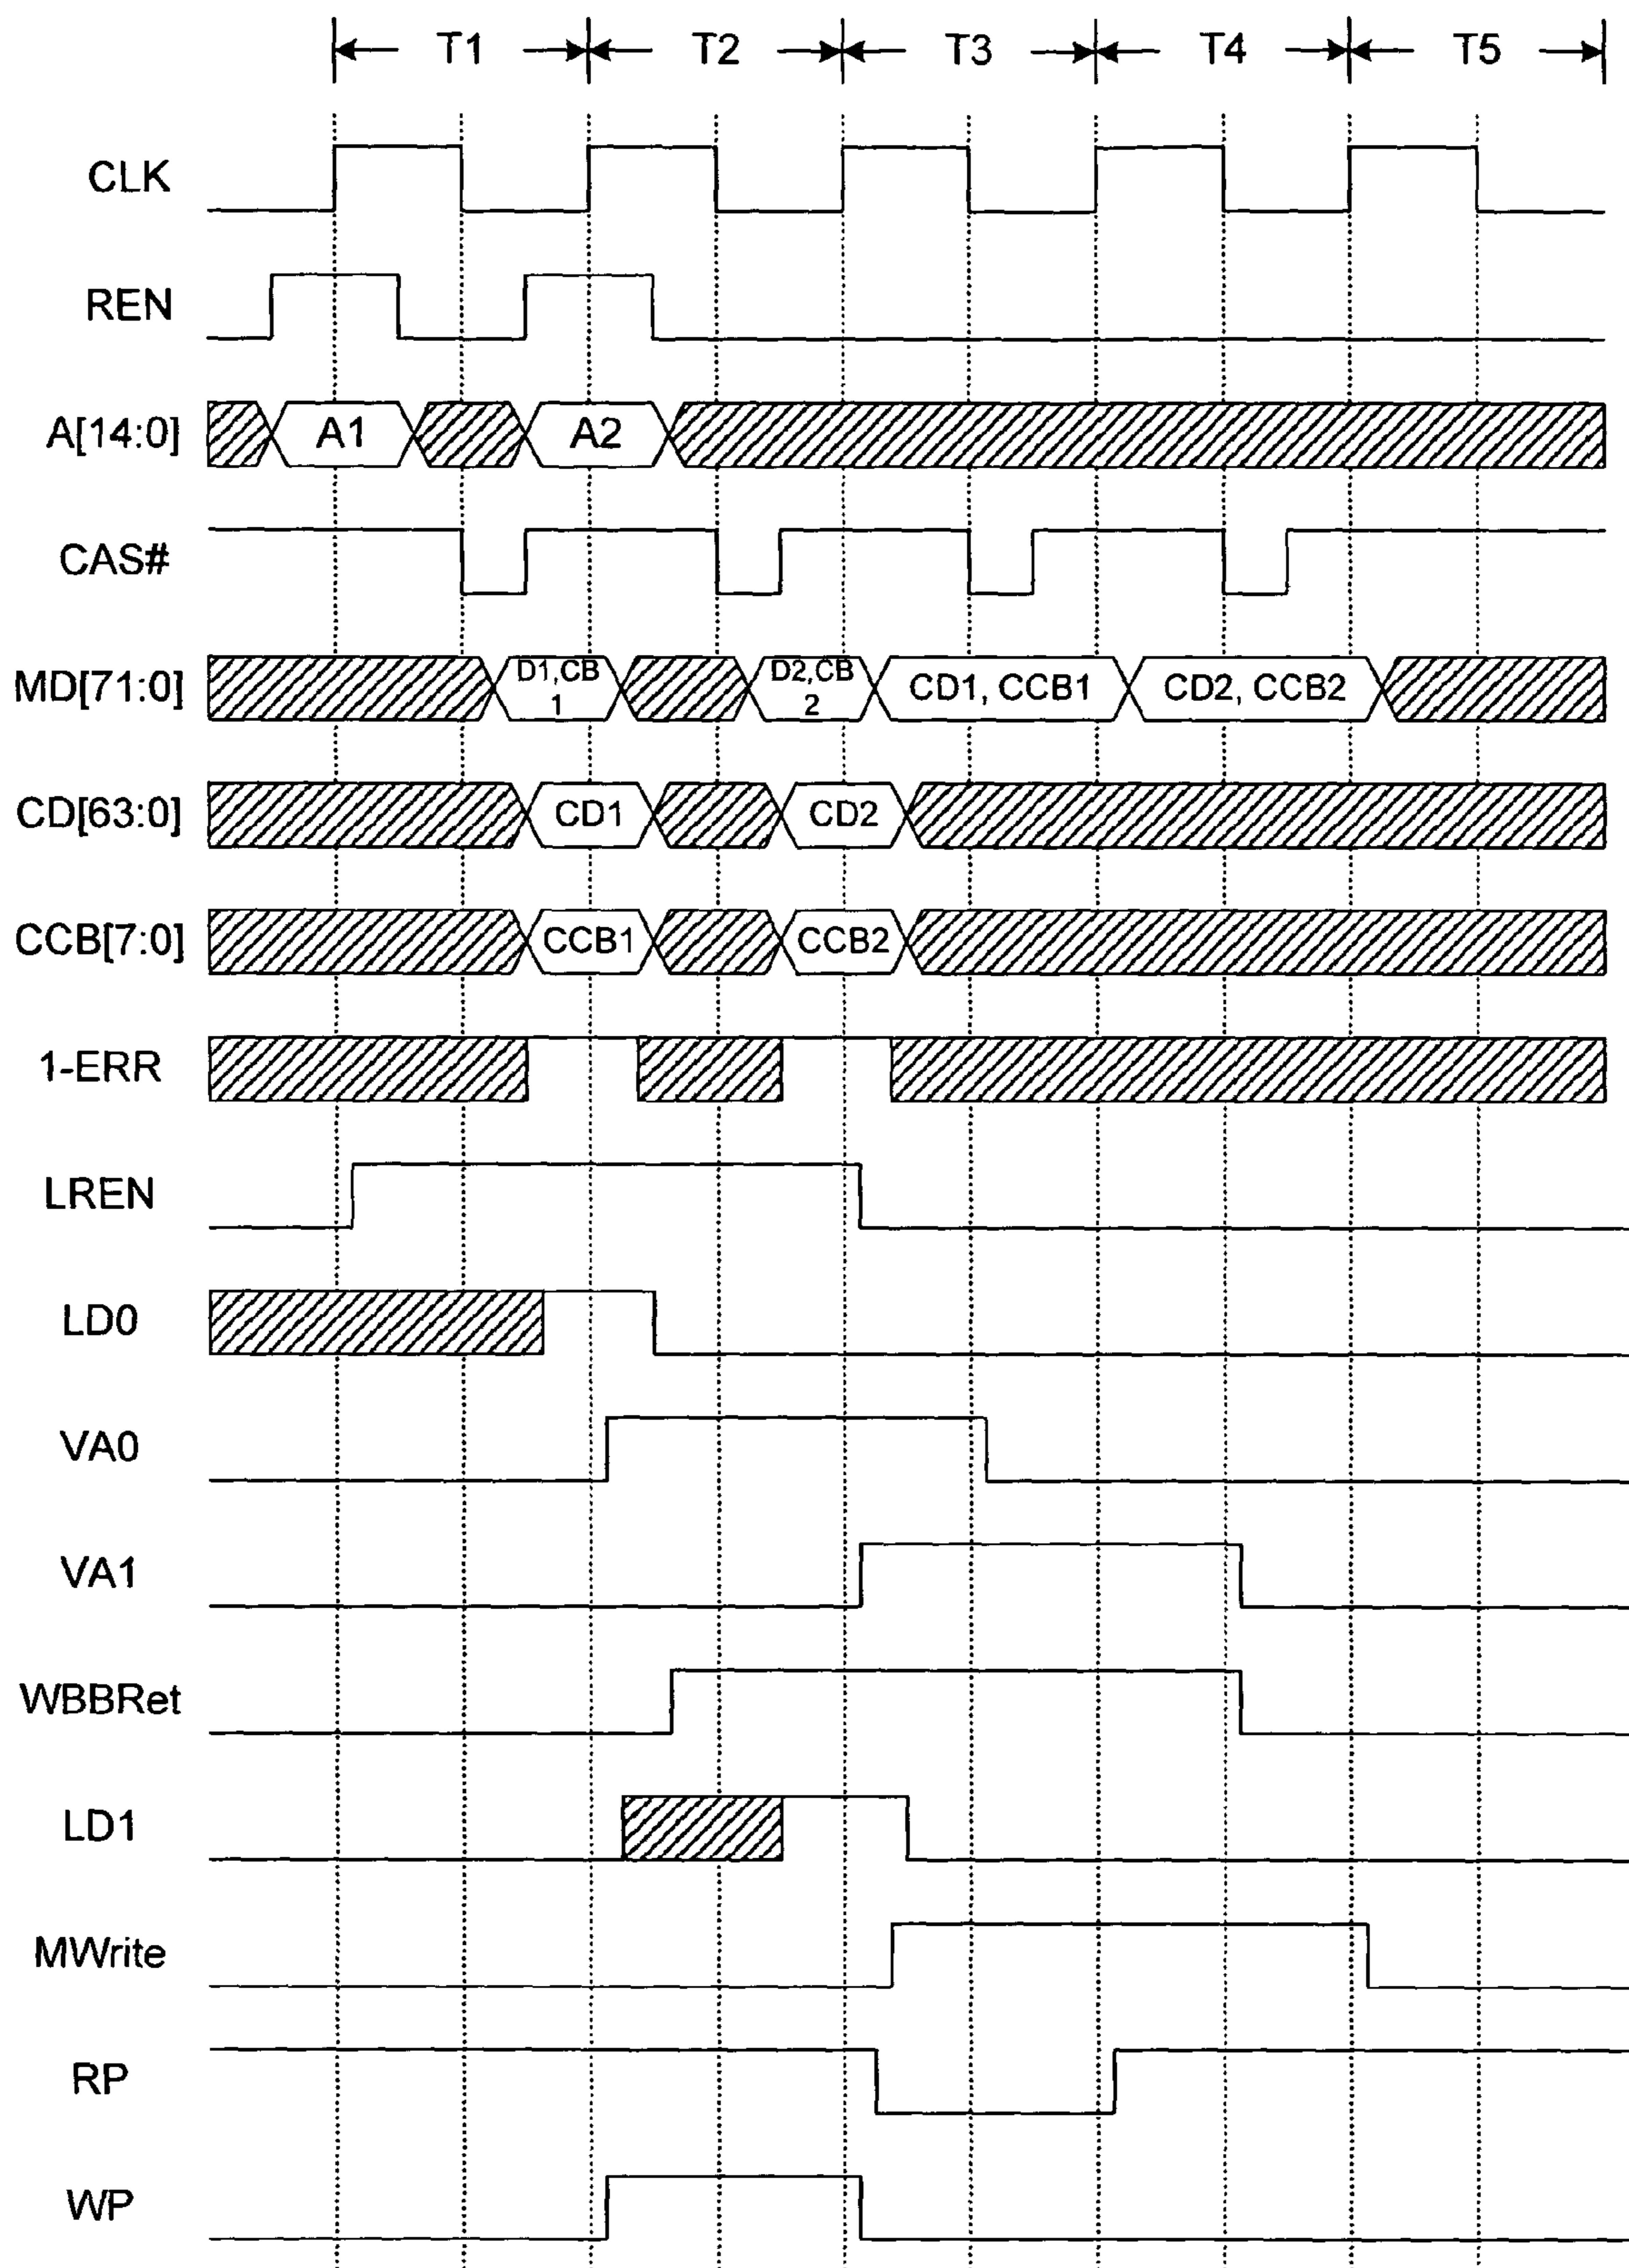 T1 T2 T3 T4 T5
CLK
REN
A[14:0] A1 A2
CAS#
MD[71:0] D1,CB 1 D2,CB 2 CD1, CCB1 CD2, CCB2
CD[63:0] CD1 CD2
CCB[7:0] CCB1 CCB2
1-ERR
LREN
LD0
VA0
VA1
WBBRet
LD1
MWrite
RP
WP